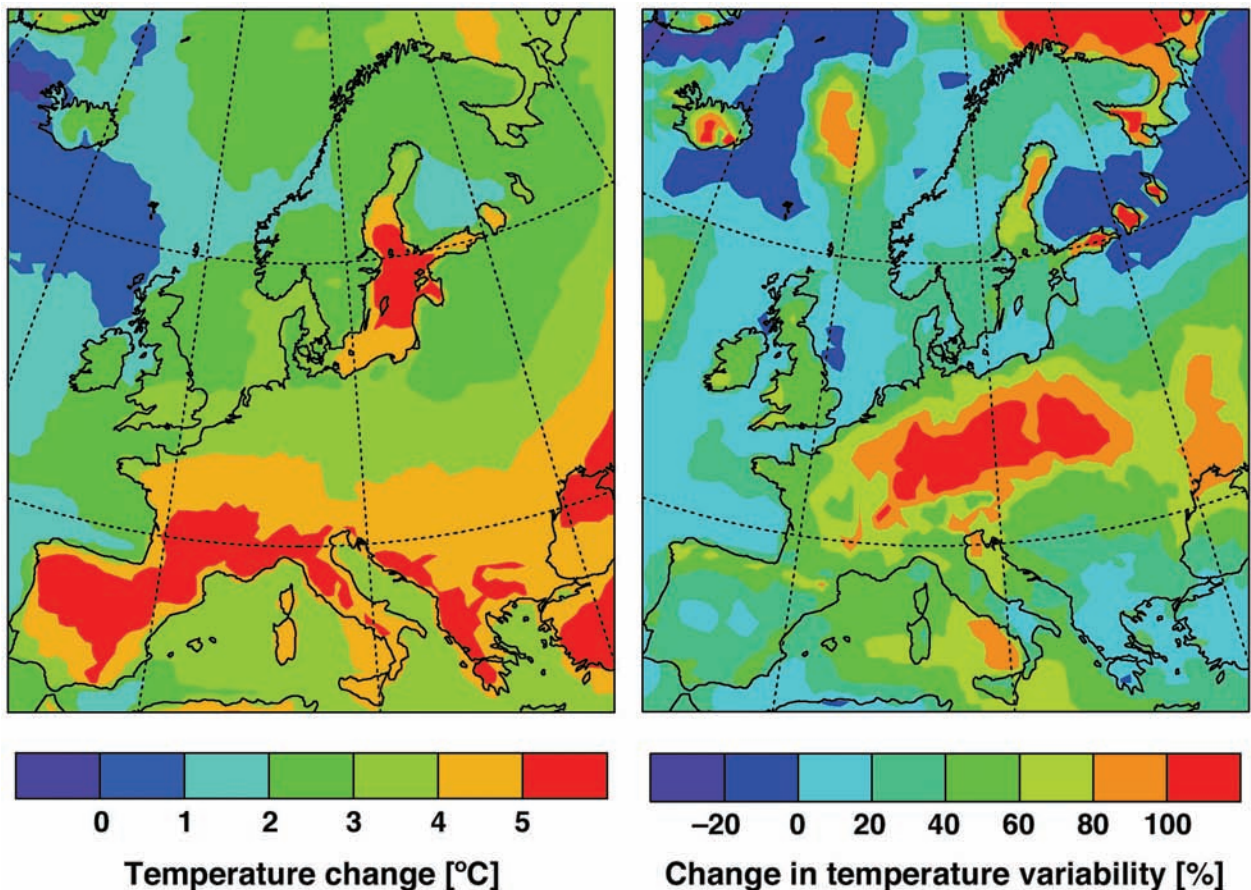 0 1 2 3 4 5
Temperature change [ºC]
–20 0 20 40 60 80 100
Change in temperature variability [%]